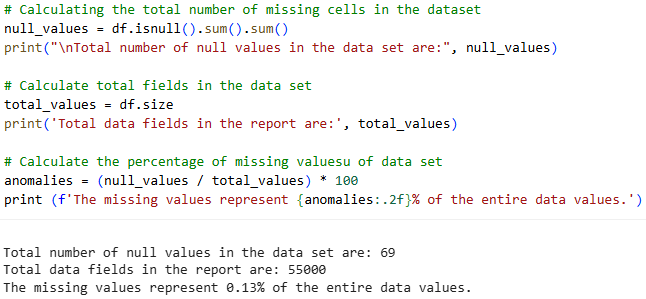 # Calculating the total number of missing cells in the dataset
null_values = df.isnull().sum().sum()
print("\nTotal number of null values in the data set are:", null_values)
# Calculate total fields in the data set
total_values = df.size
print('Total data fields in the report are:', total_values)
# Calculate the percentage of missing valuesu of data set
anomalies = (null_values / total_values) * 100
print (f'The missing values represent {anomalies:.2f}% of the entire data values.')
Total number of null values in the data set are: 69
Total data fields in the report are: 55000
The missing values represent 0.13% of the entire data values.